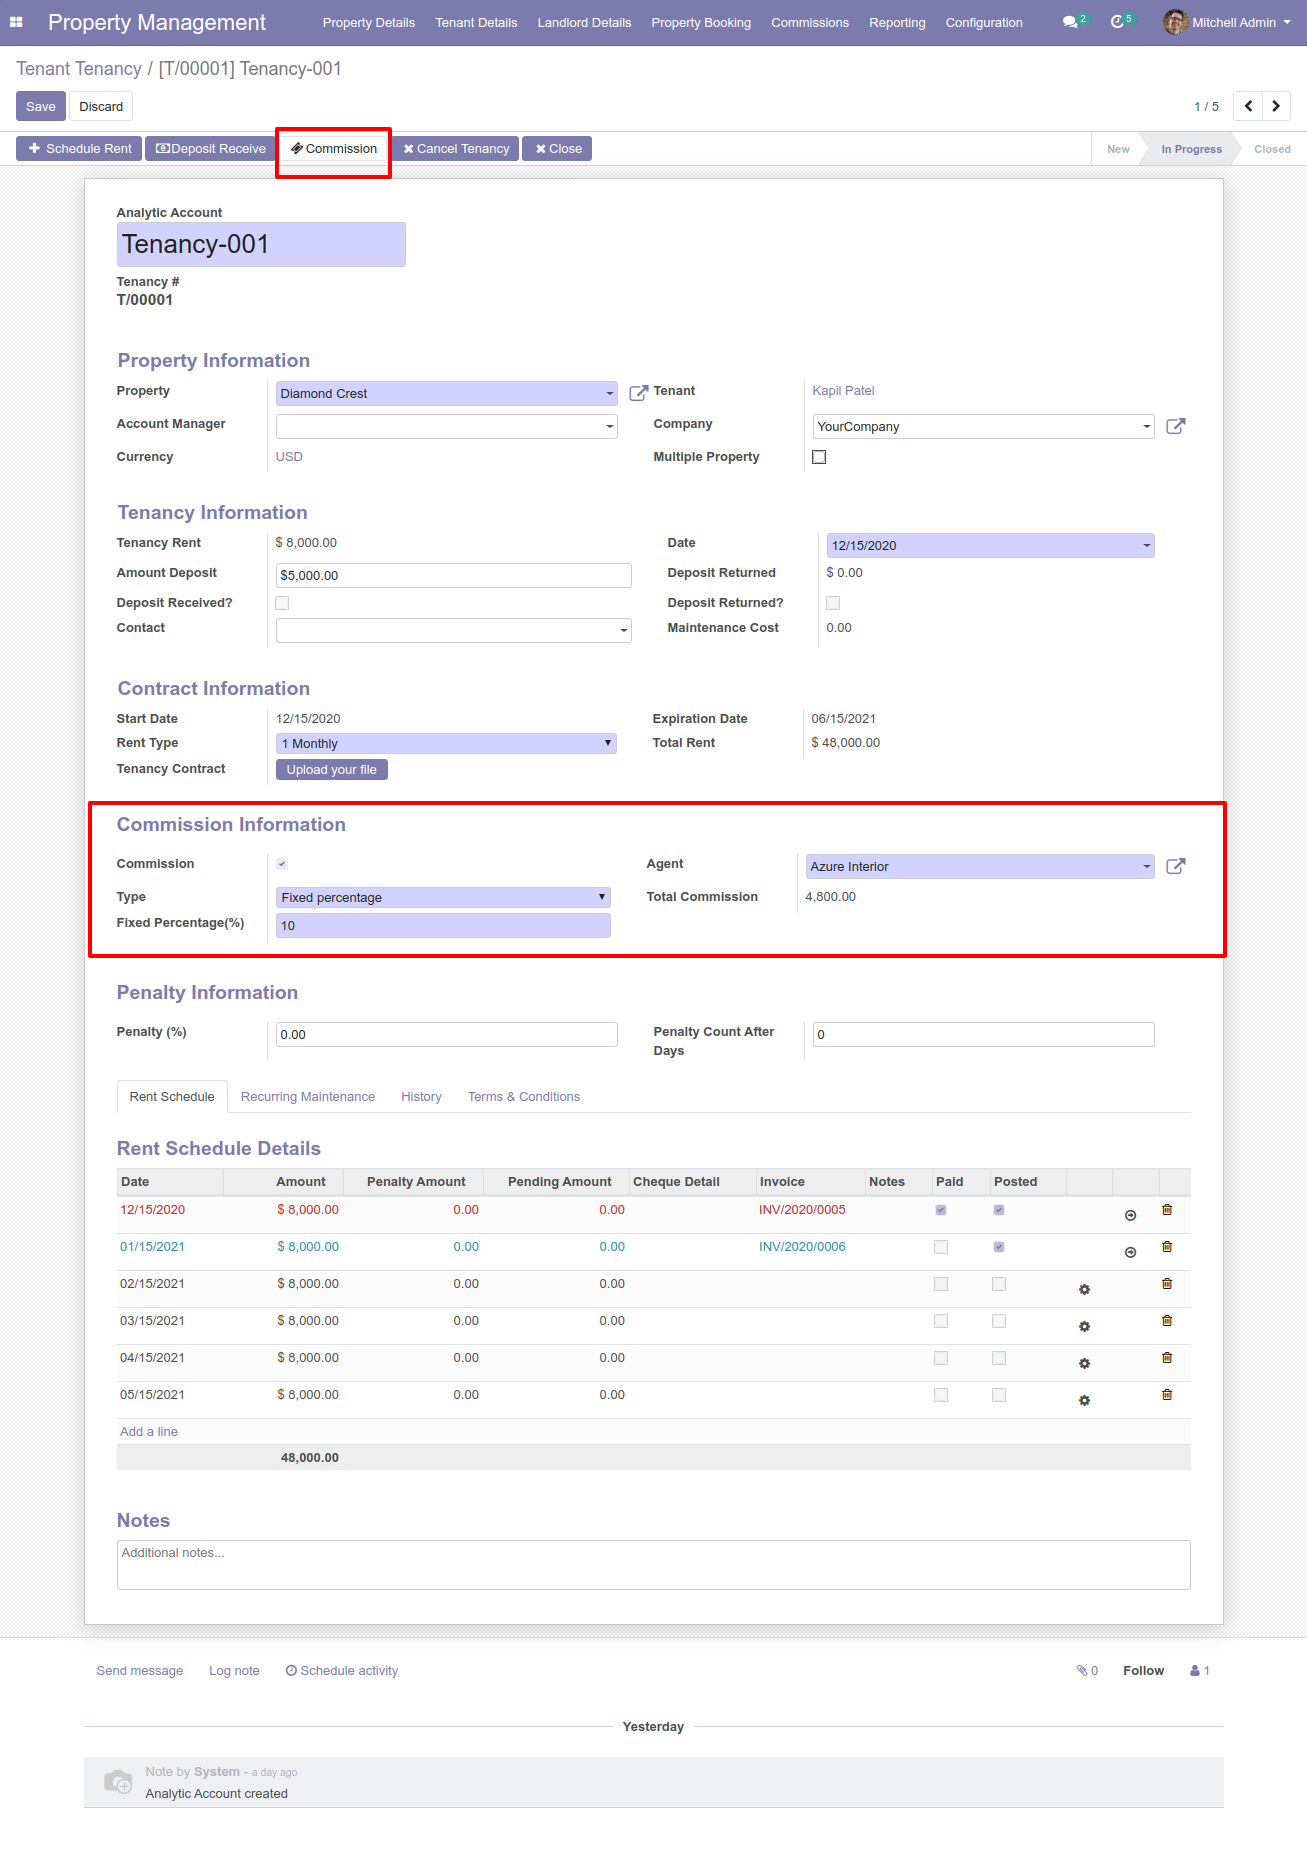 Property Management Property Details Tenant Details Landlord Details Property Booking Commissions Reporting Configuration 2 5 Mitchell Admin
Tenant Tenancy / [T/00001] Tenancy-001
Save Discard 1 / 5
Schedule Rent Deposit Receive Commission Cancel Tenancy Close New In Progress Closed
Analytic Account
Tenancy-001
Tenancy #
T/00001
Property Information
Property Diamond Crest Tenant Kapil Patel
Account Manager Company YourCompany
Currency USD Multiple Property
Tenancy Information
Tenancy Rent $ 8,000.00 Date 12/15/2020
Amount Deposit $5,000.00 Deposit Returned $ 0.00
Deposit Received? Deposit Returned?
Contact Maintenance Cost 0.00
Contract Information
Start Date 12/15/2020 Expiration Date 06/15/2021
Rent Type 1 Monthly Total Rent $ 48,000.00
Tenancy Contract Upload your file
Commission Information
Commission Agent Azure Interior
Type Fixed percentage Total Commission 4,800.00
Fixed Percentage(%) 10
Penalty Information
Penalty (%) 0.00 Penalty Count After 0
Days
Rent Schedule Recurring Maintenance History Terms & Conditions
Rent Schedule Details
Date Amount Penalty Amount Pending Amount Cheque Detail Invoice Notes Paid Posted
12/15/2020 $ 8,000.00 0.00 0.00 INV/2020/0005
01/15/2021 $ 8,000.00 0.00 0.00 INV/2020/0006
02/15/2021 $ 8,000.00 0.00 0.00
03/15/2021 $ 8,000.00 0.00 0.00
04/15/2021 $ 8,000.00 0.00 0.00
05/15/2021 $ 8,000.00 0.00 0.00
Add a line
48,000.00
Notes
Additional notes...
Send message Log note Schedule activity 0 Follow 1
Yesterday
Note by System - a day ago
Analytic Account created